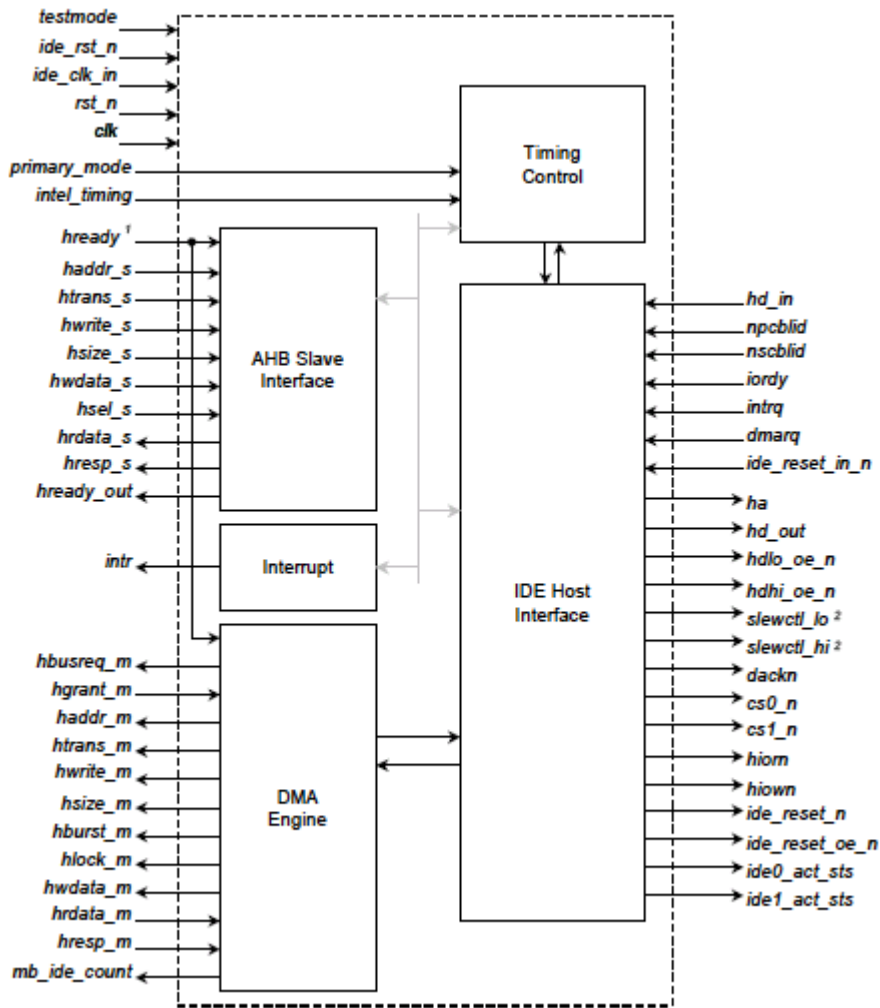 testmode
ide_rst_n
ide_clk_in
rst_n
clk
primary_mode
intel_timing
Timing
Control
hready ¹
haddr_s
htrans_s
hwrite_s
hsize_s
hwdata_s
hsel_s
hrdata_s
hresp_s
hready_out
AHB Slave
Interface
intr
Interrupt
hbusreq_m
hgrant_m
haddr_m
htrans_m
hwrite_m
hsize_m
hburst_m
hlock_m
hwdata_m
hrdata_m
hresp_m
mb_ide_count
DMA
Engine
IDE Host
Interface
hd_in
npcblid
nscblid
iordy
intrq
dmarq
ide_reset_in_n
ha
hd_out
hdlo_oe_n
hdhi_oe_n
slewctl_lo ²
slewctl_hi ²
dackn
cs0_n
cs1_n
hiorn
hiown
ide_reset_n
ide_reset_oe_n
ide0_act_sts
ide1_act_sts